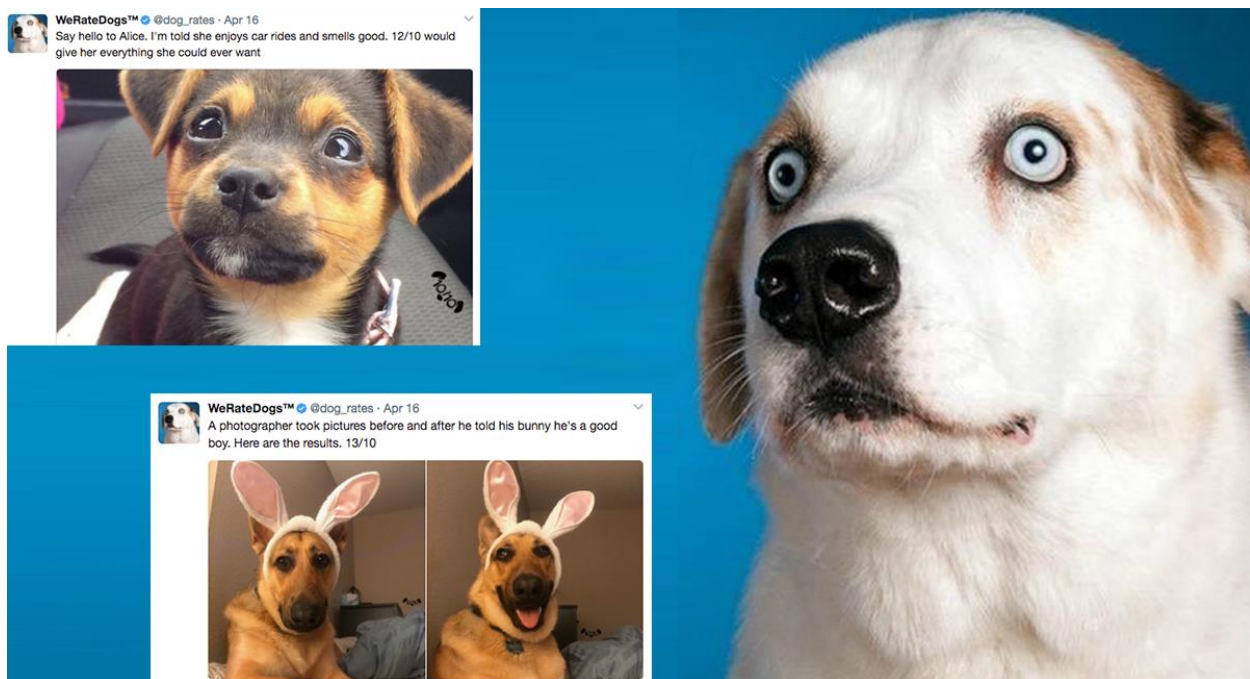 WeRateDogs™ @dog_rates · Apr 16
Say hello to Alice. I'm told she enjoys car rides and smells good. 12/10 would
give her everything she could ever want
WeRateDogs™ @dog_rates · Apr 16
A photographer took pictures before and after he told his bunny he's a good
boy. Here are the results. 13/10